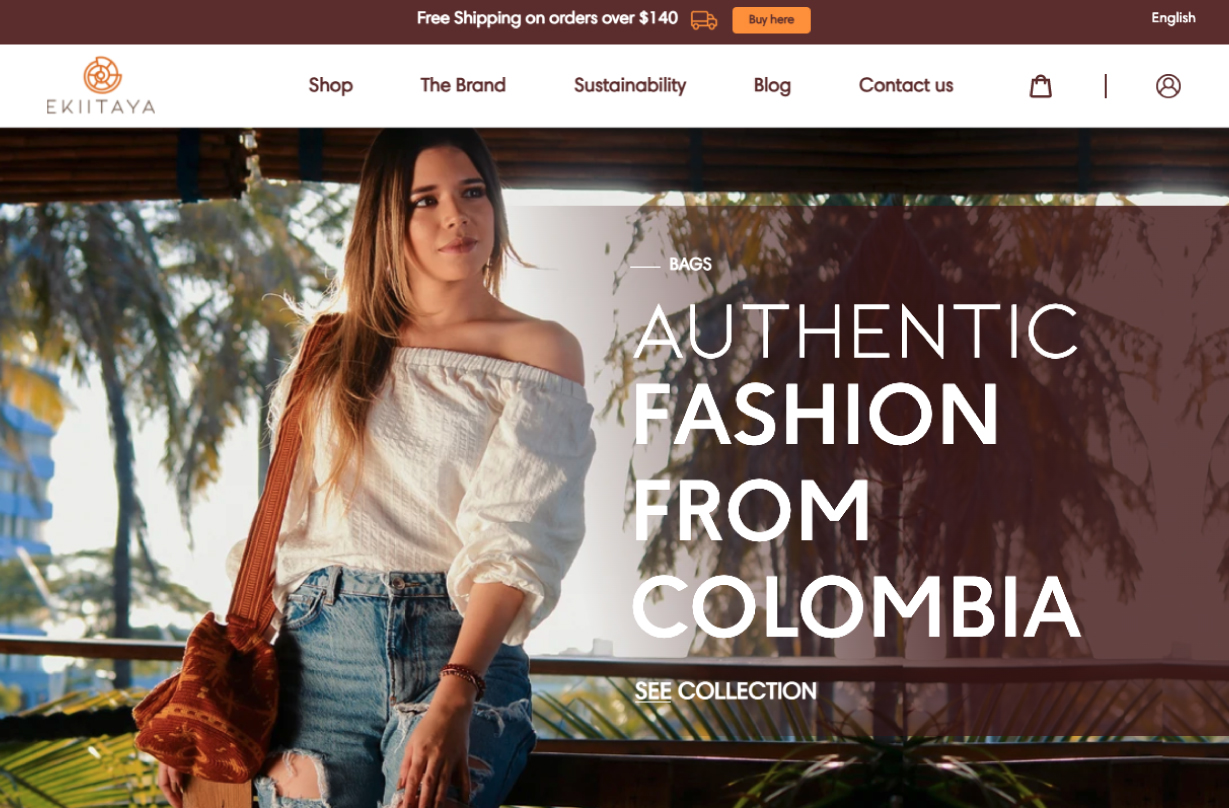 Free Shipping on orders over $140
Buy here
English
EKIITAYA
Shop
The Brand
Sustainability
Blog
Contact us
BAGS
AUTHENTIC
FASHION
FROM
COLOMBIA
SEE COLLECTION